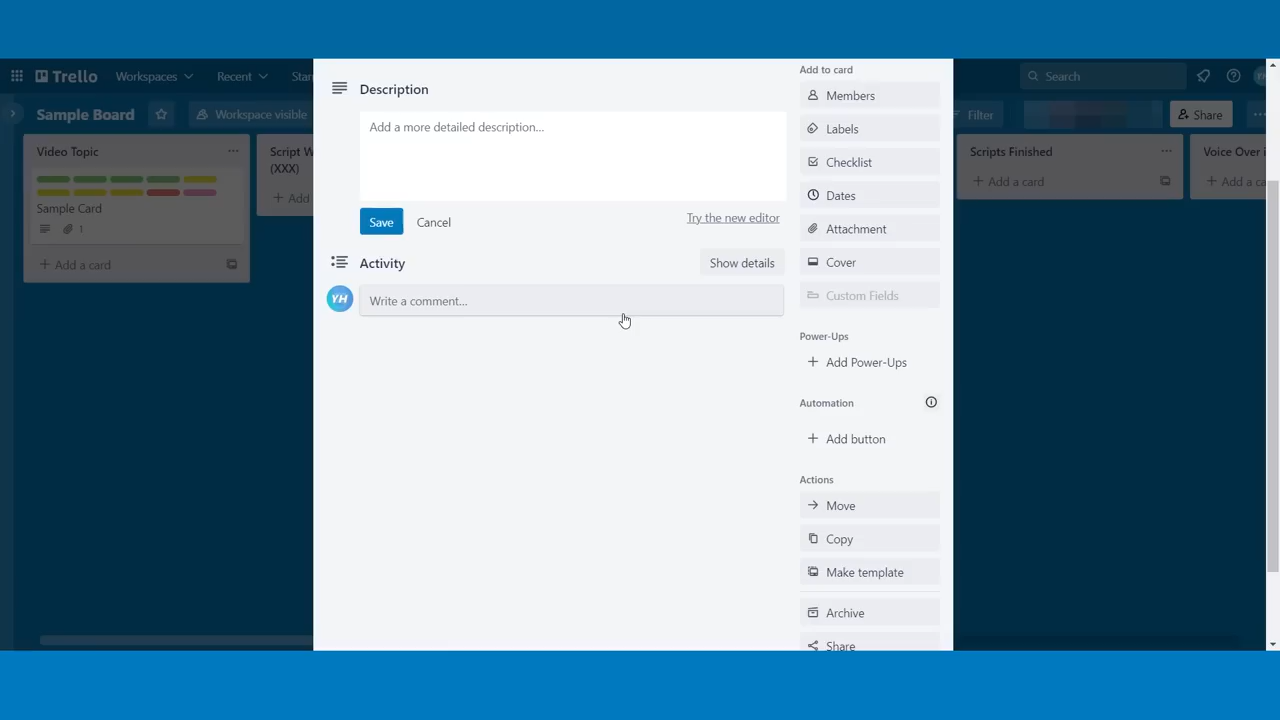 Trello
Workspaces
Recent
Search
Sample Board
Workspace visible
Filter
Share
Video Topic
Sample Card
1
Add a card
(XXX)
Description
Add a more detailed description...
Save
Cancel
Try the new editor
Activity
Show details
YH
Write a comment...
Add to card
Members
Labels
Checklist
Dates
Attachment
Cover
Custom Fields
Power-Ups
Add Power-Ups
Automation
Add button
Actions
Move
Copy
Make template
Archive
Share
Scripts Finished
Add a card
Voice Over